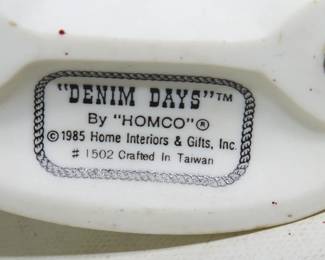 "DENIM DAYS"™
By "HOMCO"®
©1985 Home Interiors & Gifts, Inc.
# 1502 Crafted In Taiwan